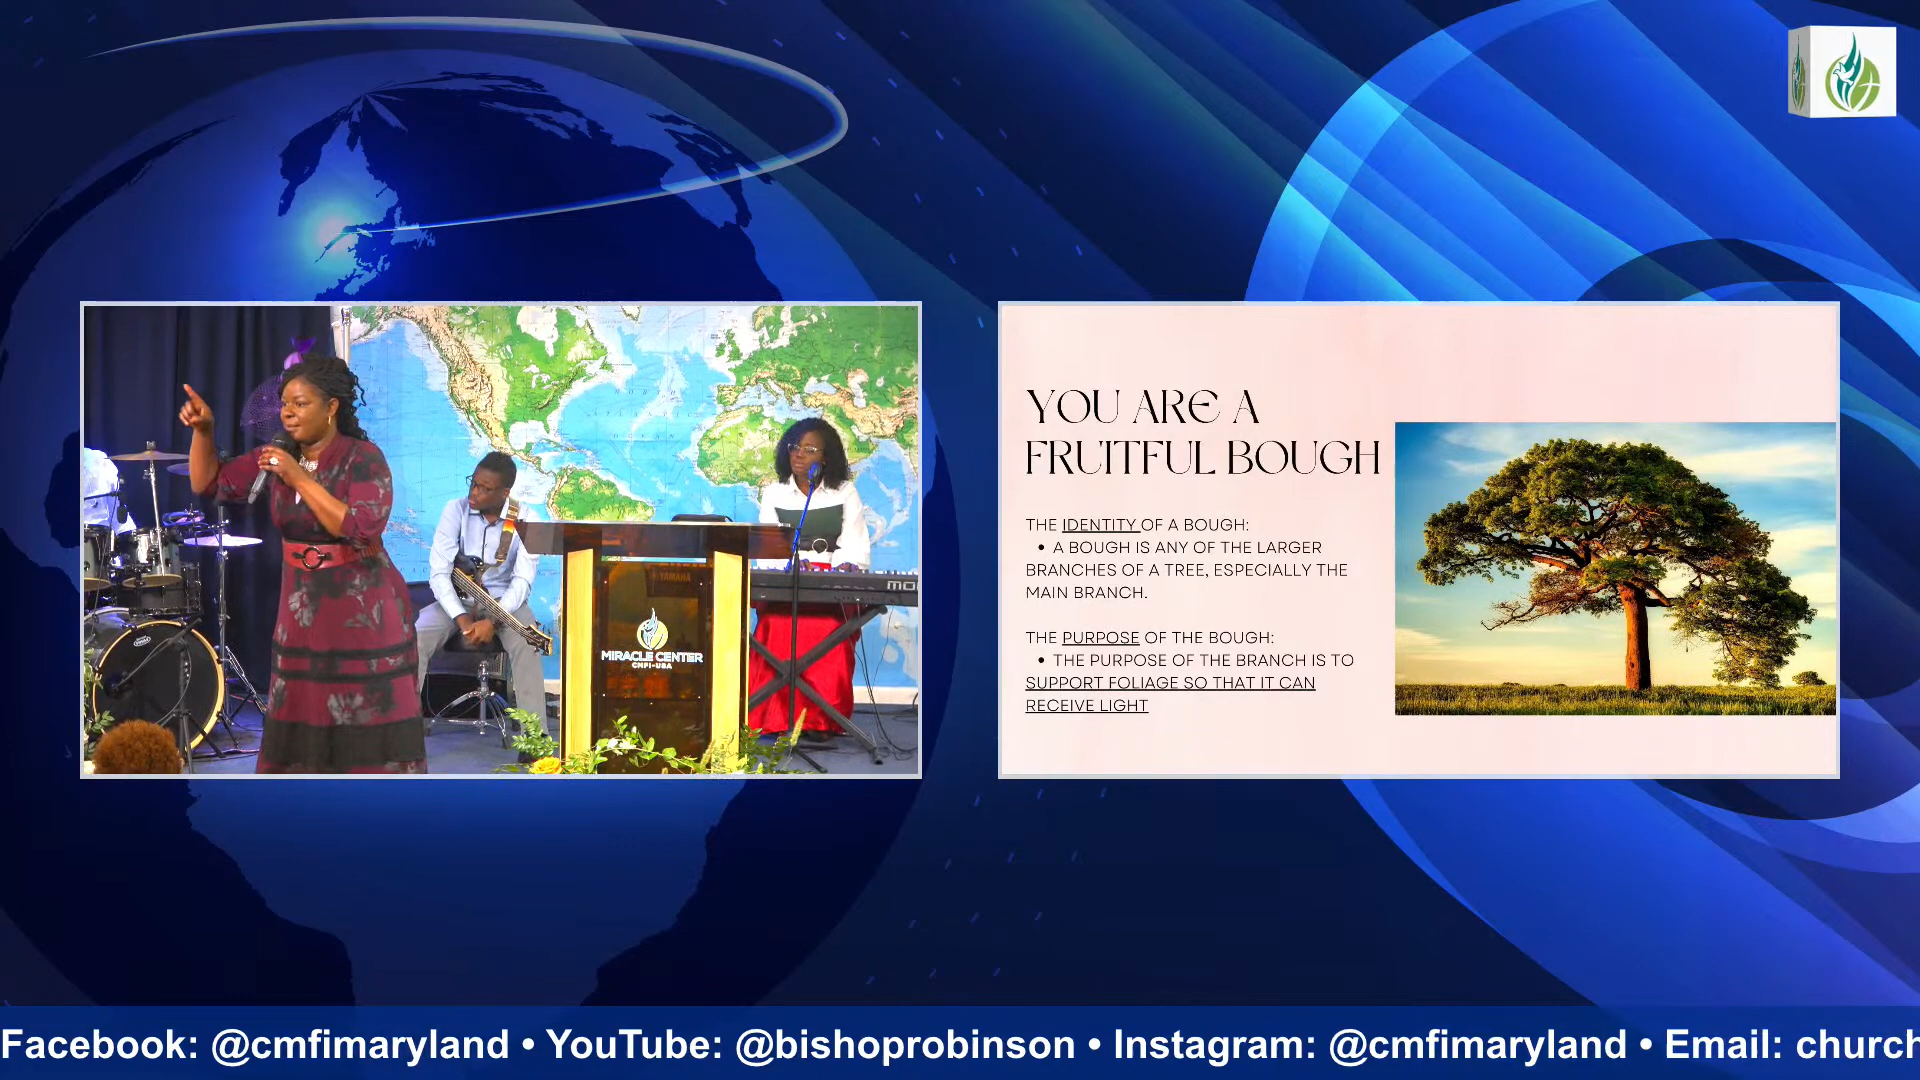 YOU ARE A
FRUITFUL BOUGH
THE IDENTITY OF A BOUGH:
• A BOUGH IS ANY OF THE LARGER
BRANCHES OF A TREE, ESPECIALLY THE
MAIN BRANCH.
THE PURPOSE OF THE BOUGH:
• THE PURPOSE OF THE BRANCH IS TO
SUPPORT FOLIAGE SO THAT IT CAN
RECEIVE LIGHT
YAMAHA
MIRACLE CENTER
CMFI-USA
MO
Facebook: @cmfimaryland • YouTube: @bishoprobinson • Instagram: @cmfimaryland • Email: church